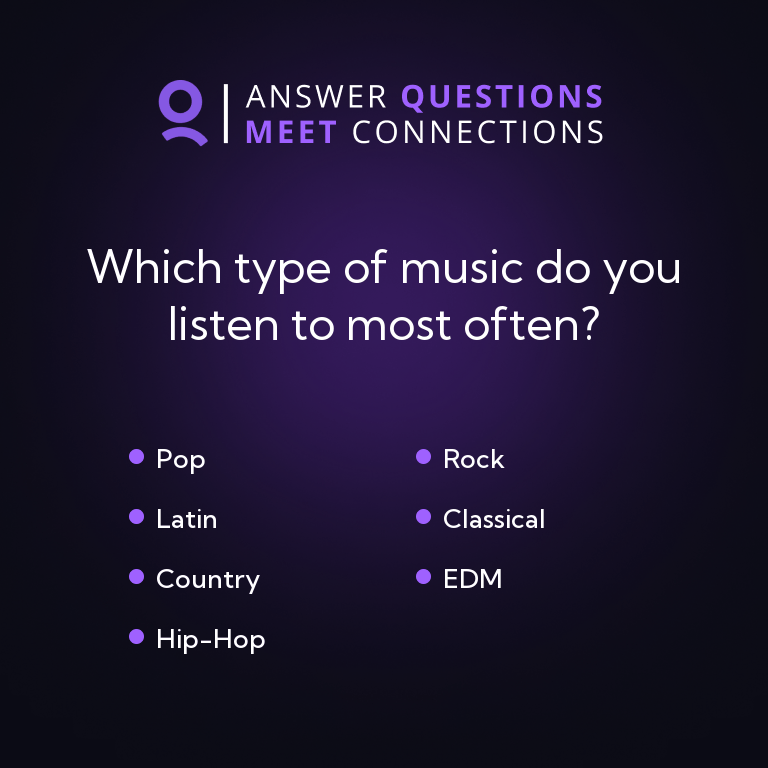 ANSWER QUESTIONS
MEET CONNECTIONS
Which type of music do you
listen to most often?
Pop
Latin
Country
Hip-Hop
Rock
Classical
EDM